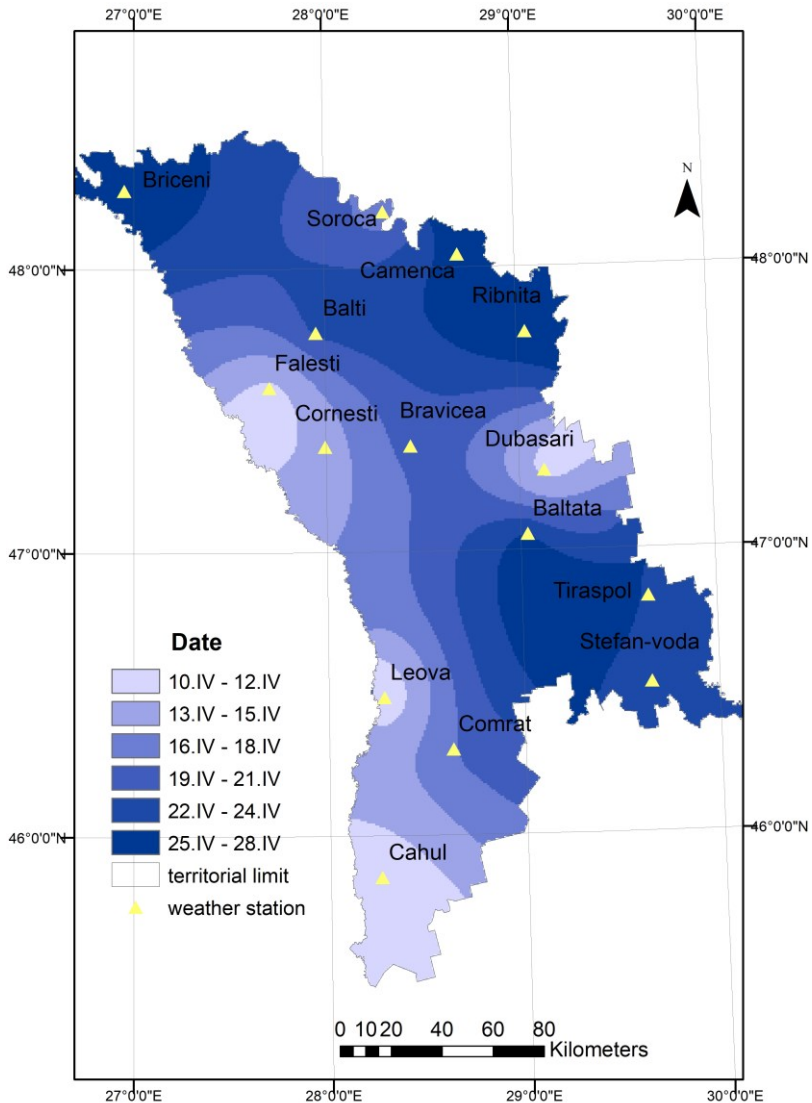 27°0'0"E 28°0'0"E 29°0'0"E 30°0'0"E
N
Briceni
Soroca
48°0'0"N
Camenca
48°0'0"N
Ribnita
Balti
Falesti
Cornesti
Bravicea
Dubasari
Baltata
47°0'0"N
47°0'0"N
Tiraspol
Stefan-voda
Date
Leova
10.IV - 12.IV
13.IV - 15.IV
Comrat
16.IV - 18.IV
19.IV - 21.IV
22.IV - 24.IV
46°0'0"N
25.IV - 28.IV
46°0'0"N
Cahul
territorial limit
weather station
0 10 20 40 60 80
Kilometers
27°0'0"E 28°0'0"E 29°0'0"E 30°0'0"E